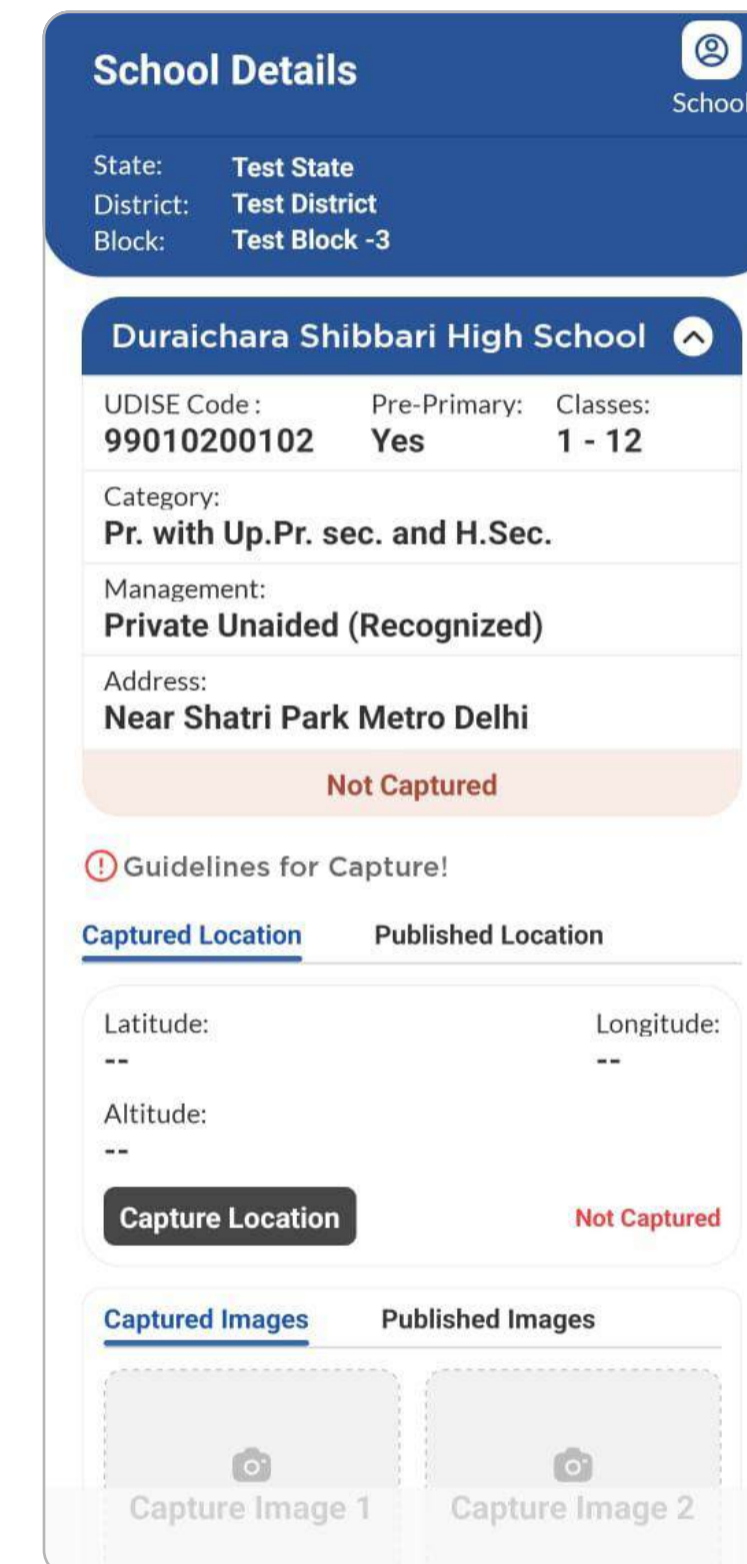 School Details
School
State: Test State
District: Test District
Block: Test Block -3
Duraichara Shibbari High School
UDISE Code : Pre-Primary: Classes:
99010200102 Yes 1 - 12
Category:
Pr. with Up.Pr. sec. and H.Sec.
Management:
Private Unaided (Recognized)
Address:
Near Shatri Park Metro Delhi
Not Captured
! Guidelines for Capture!
Captured Location Published Location
Latitude: Longitude:
-- --
Altitude:
--
Capture Location Not Captured
Captured Images Published Images
Capture Image 1 Capture Image 2